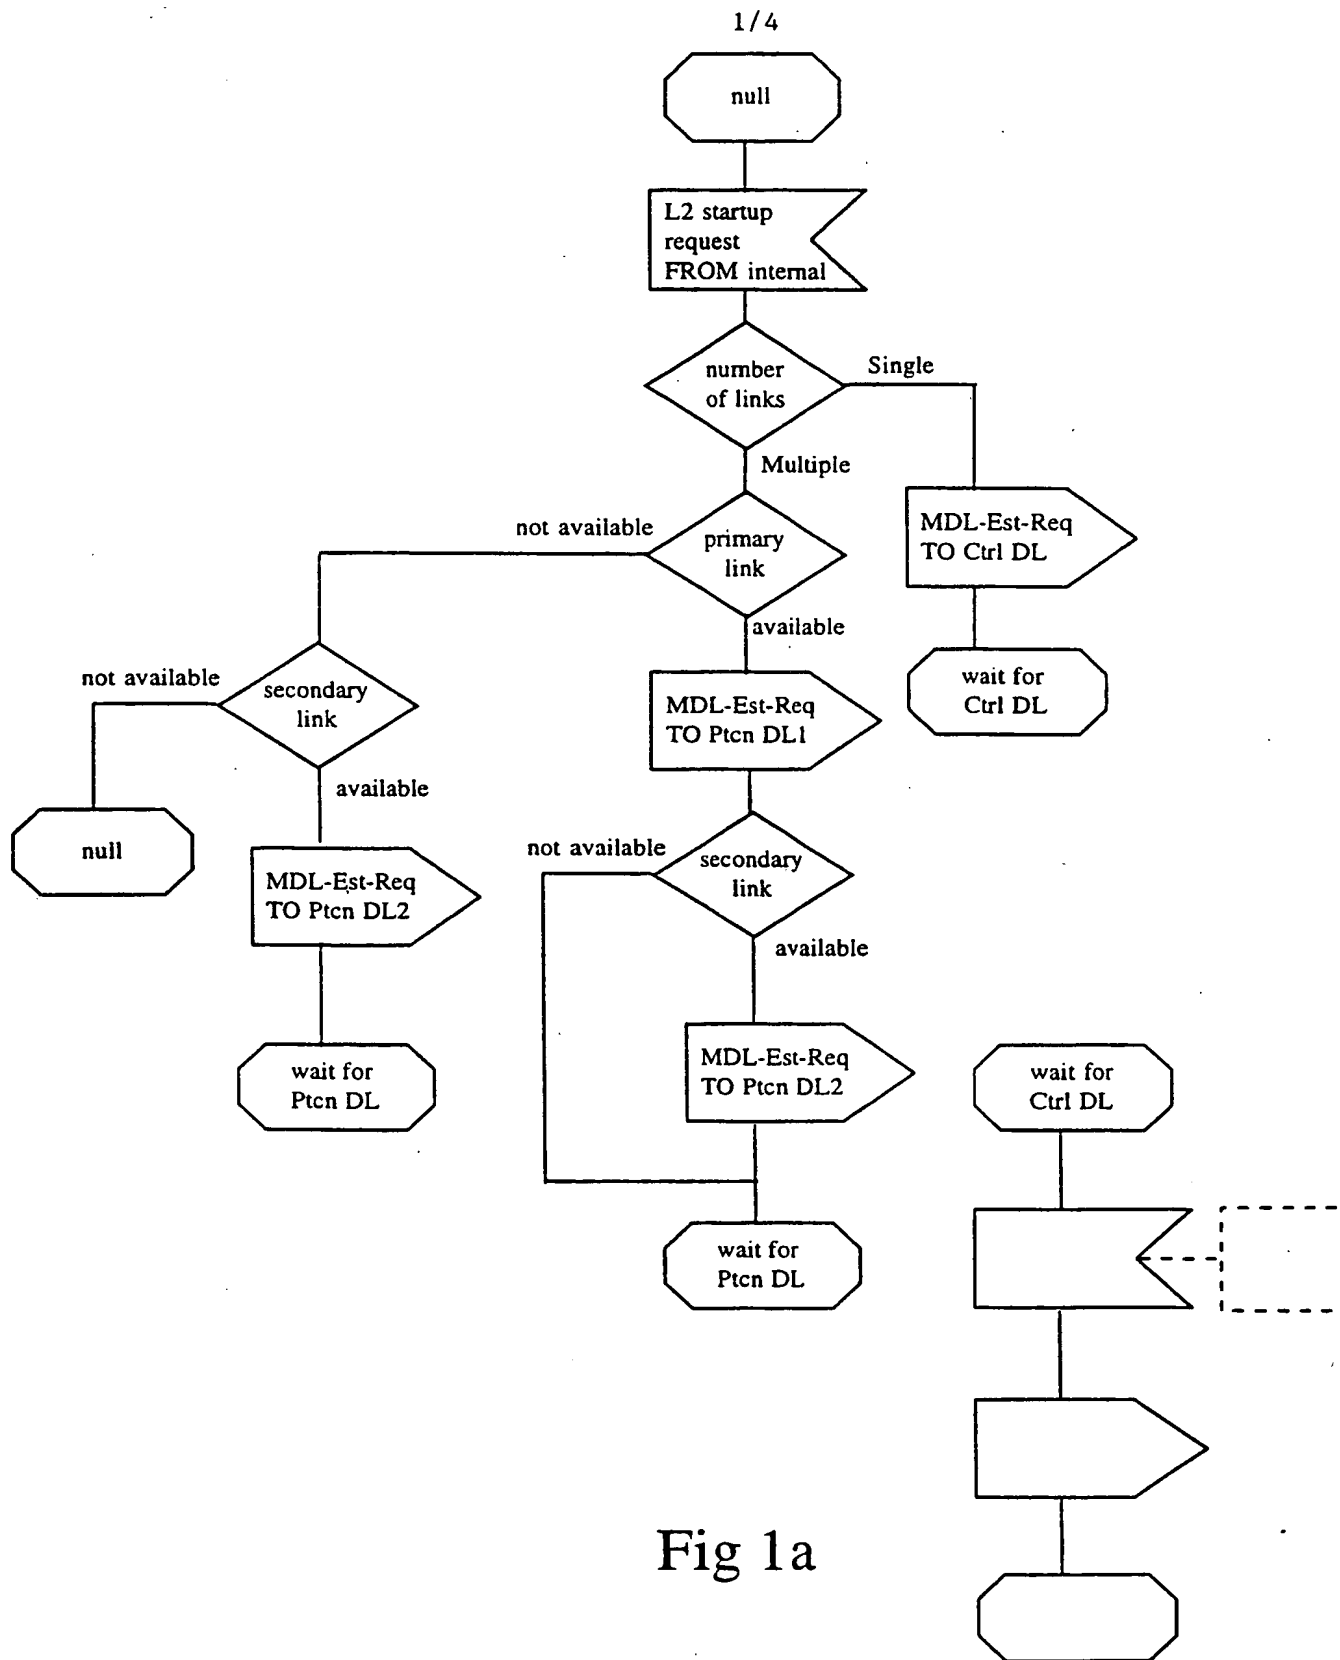 1/4
null
L2 startup
request
FROM internal
number
of links
Single
Multiple
MDL-Est-Req
TO Ctrl DL
wait for
Ctrl DL
not available
primary
link
available
not available
secondary
link
available
null
MDL-Est-Req
TO Ptcn DL2
wait for
Ptcn DL
MDL-Est-Req
TO Ptcn DL1
not available
secondary
link
available
MDL-Est-Req
TO Ptcn DL2
wait for
Ptcn DL
wait for
Ctrl DL
Fig 1a